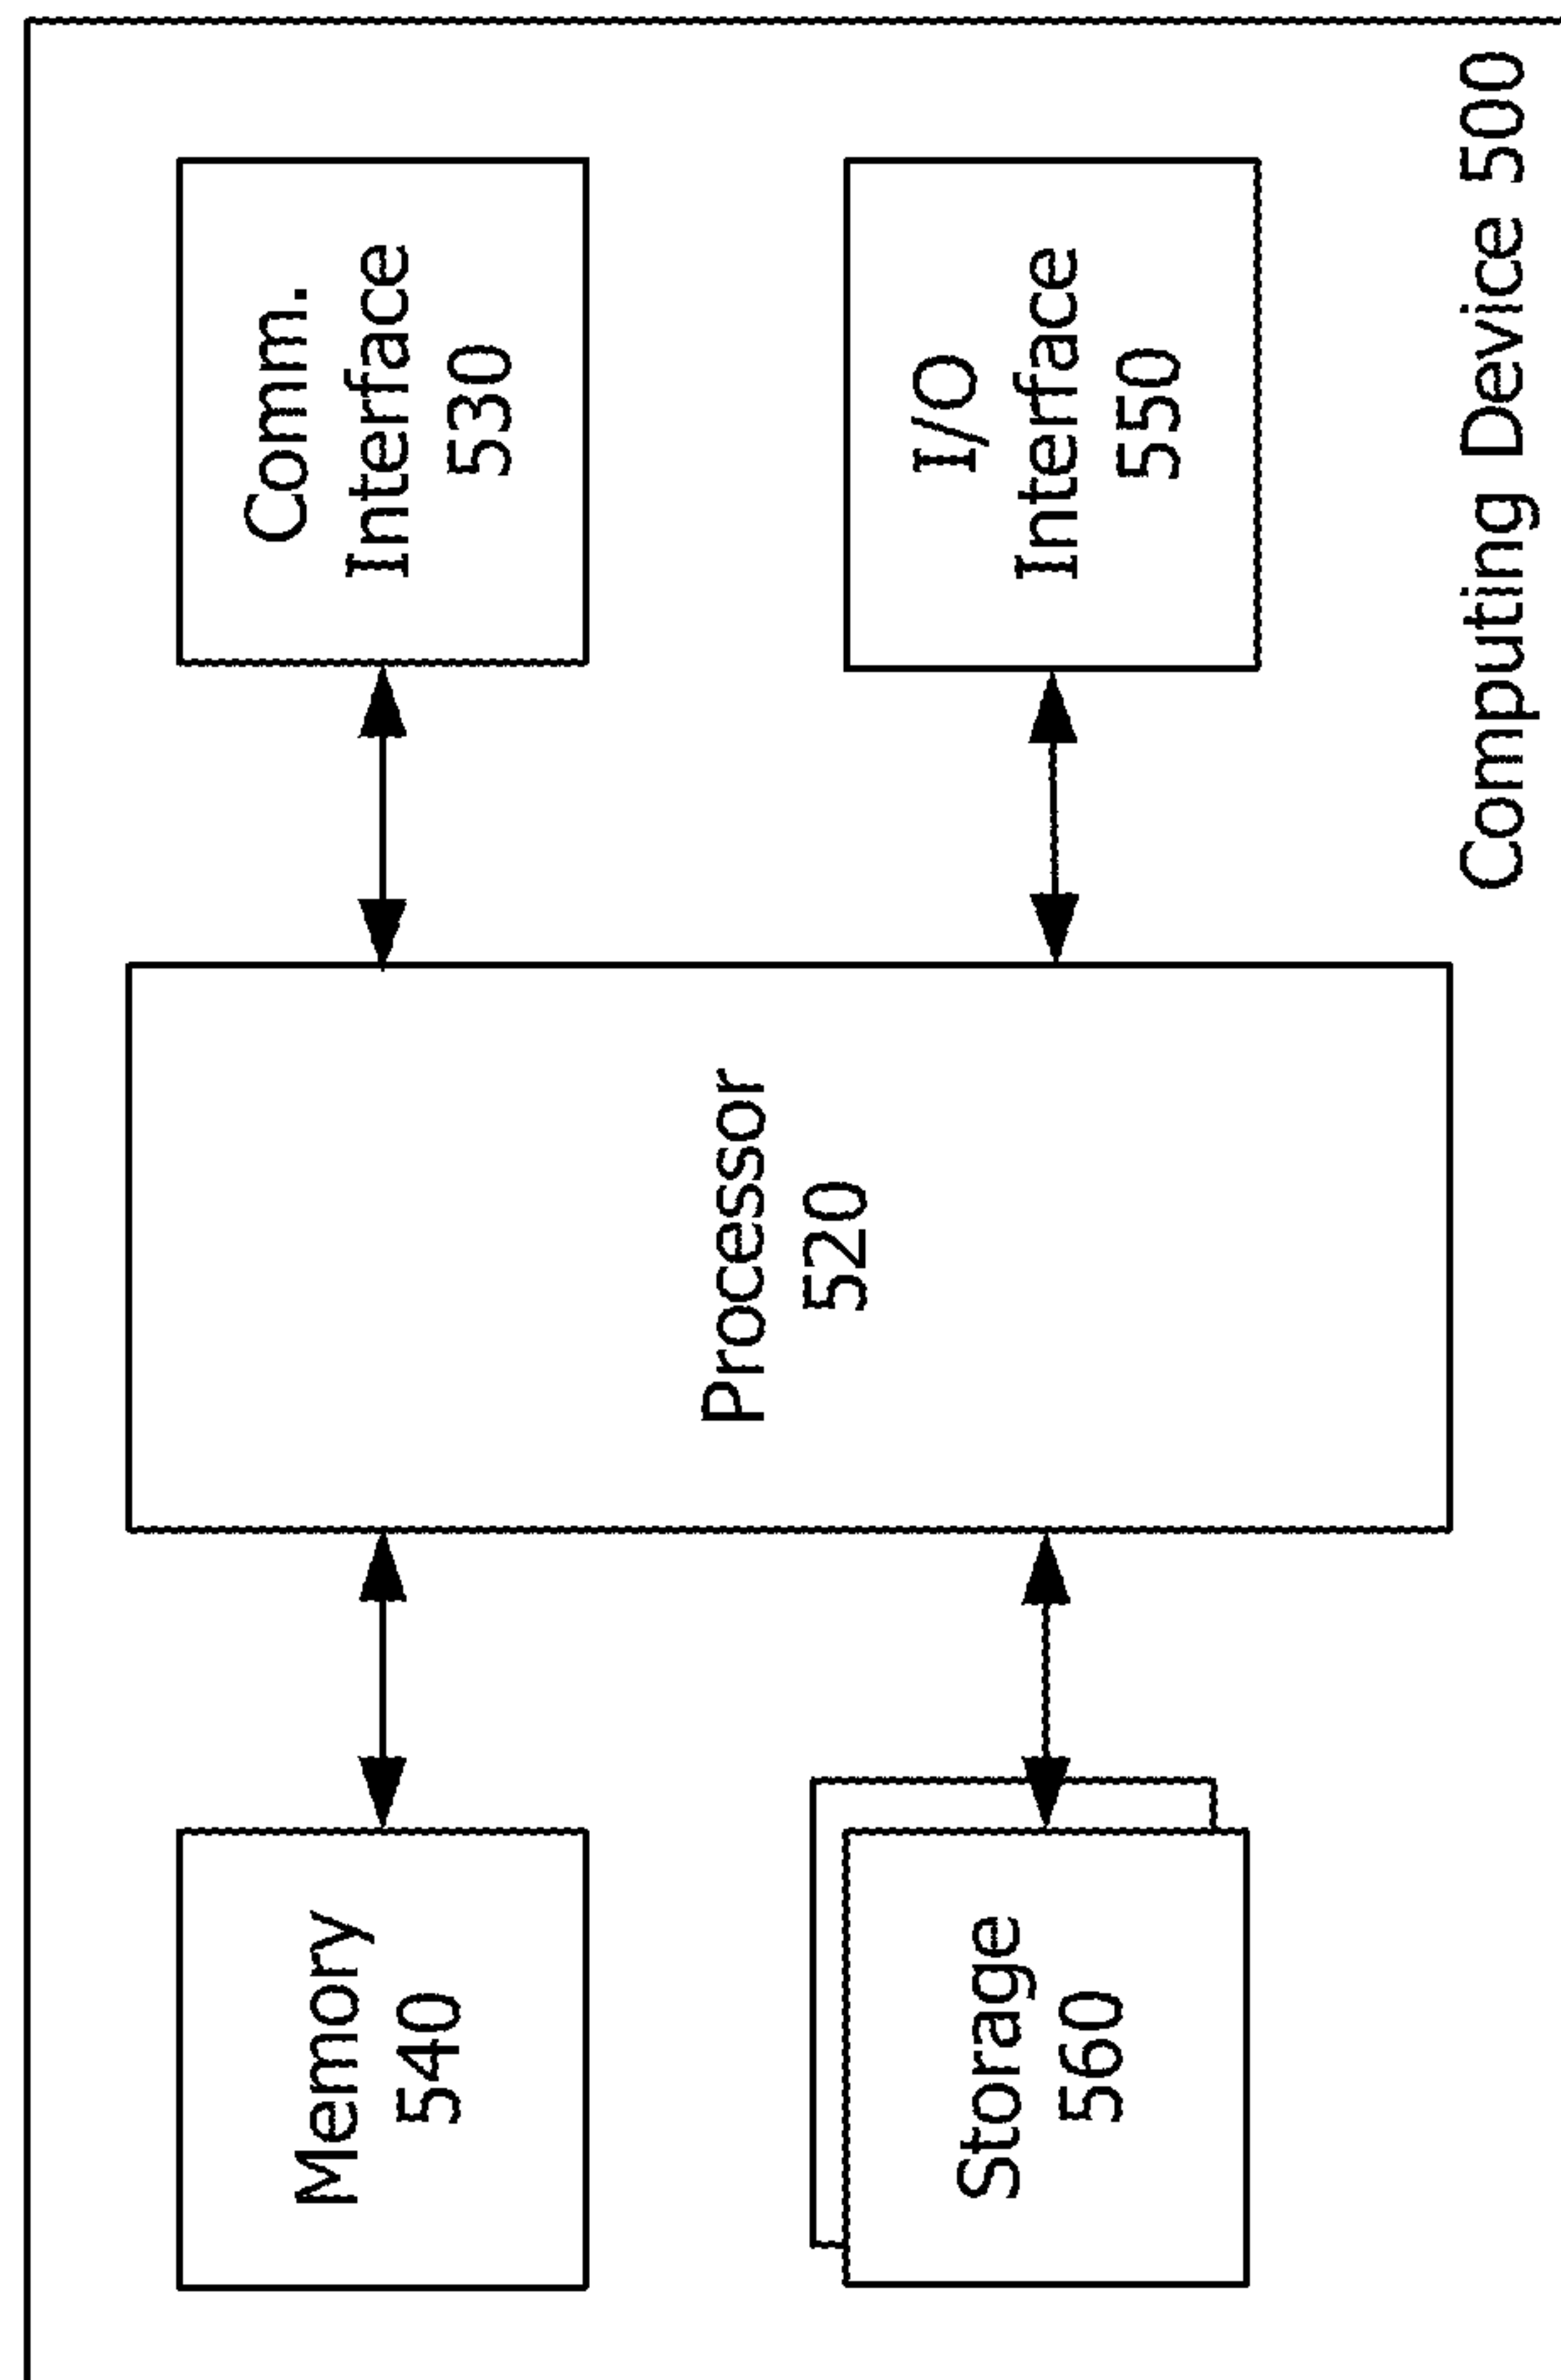 Memory
540
Processor
520
Comm.
Interface
530
Storage
560
I/O
Interface
550
Computing Device 500